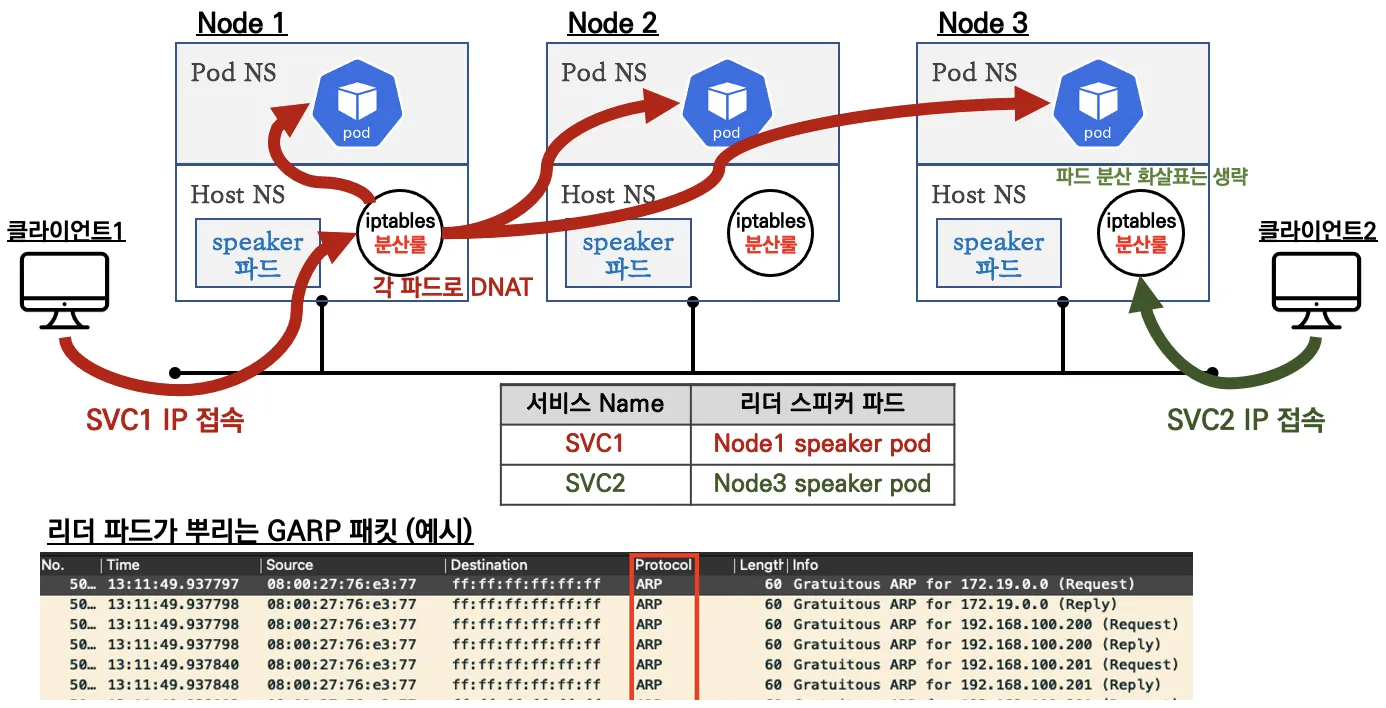 Node 1
Node 2
Node 3
Pod NS
pod
Pod NS
pod
Pod NS
pod
Host NS
iptables
분산룰
speaker
파드
각 파드로 DNAT
Host NS
iptables
분산룰
speaker
파드
파드 분산 화살표는 생략
Host NS
iptables
분산룰
speaker
파드
클라이언트1
클라이언트2
SVC1 IP 접속
SVC2 IP 접속
서비스 Name 리더 스피커 파드
SVC1 Node1 speaker pod
SVC2 Node3 speaker pod
리더 파드가 뿌리는 GARP 패킷 (예시)
No. Time Source Destination Protocol Length Info
50… 13:11:49.937797 08:00:27:76:e3:77 ff:ff:ff:ff:ff:ff ARP 60 Gratuitous ARP for 172.19.0.0 (Request)
50… 13:11:49.937798 08:00:27:76:e3:77 ff:ff:ff:ff:ff:ff ARP 60 Gratuitous ARP for 172.19.0.0 (Reply)
50… 13:11:49.937798 08:00:27:76:e3:77 ff:ff:ff:ff:ff:ff ARP 60 Gratuitous ARP for 192.168.100.200 (Request)
50… 13:11:49.937798 08:00:27:76:e3:77 ff:ff:ff:ff:ff:ff ARP 60 Gratuitous ARP for 192.168.100.200 (Reply)
50… 13:11:49.937840 08:00:27:76:e3:77 ff:ff:ff:ff:ff:ff ARP 60 Gratuitous ARP for 192.168.100.201 (Request)
50… 13:11:49.937848 08:00:27:76:e3:77 ff:ff:ff:ff:ff:ff ARP 60 Gratuitous ARP for 192.168.100.201 (Reply)